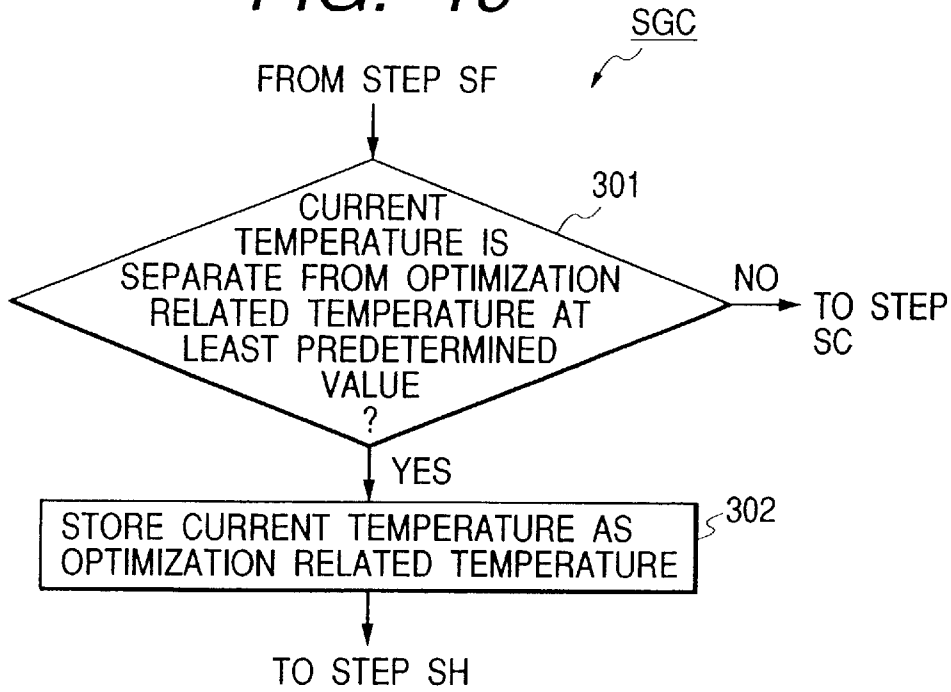 SGC
FROM STEP SF
301
CURRENT
TEMPERATURE IS
SEPARATE FROM OPTIMIZATION
RELATED TEMPERATURE AT
LEAST PREDETERMINED
VALUE
?
NO
TO STEP
SC
YES
302
STORE CURRENT TEMPERATURE AS
OPTIMIZATION RELATED TEMPERATURE
TO STEP SH